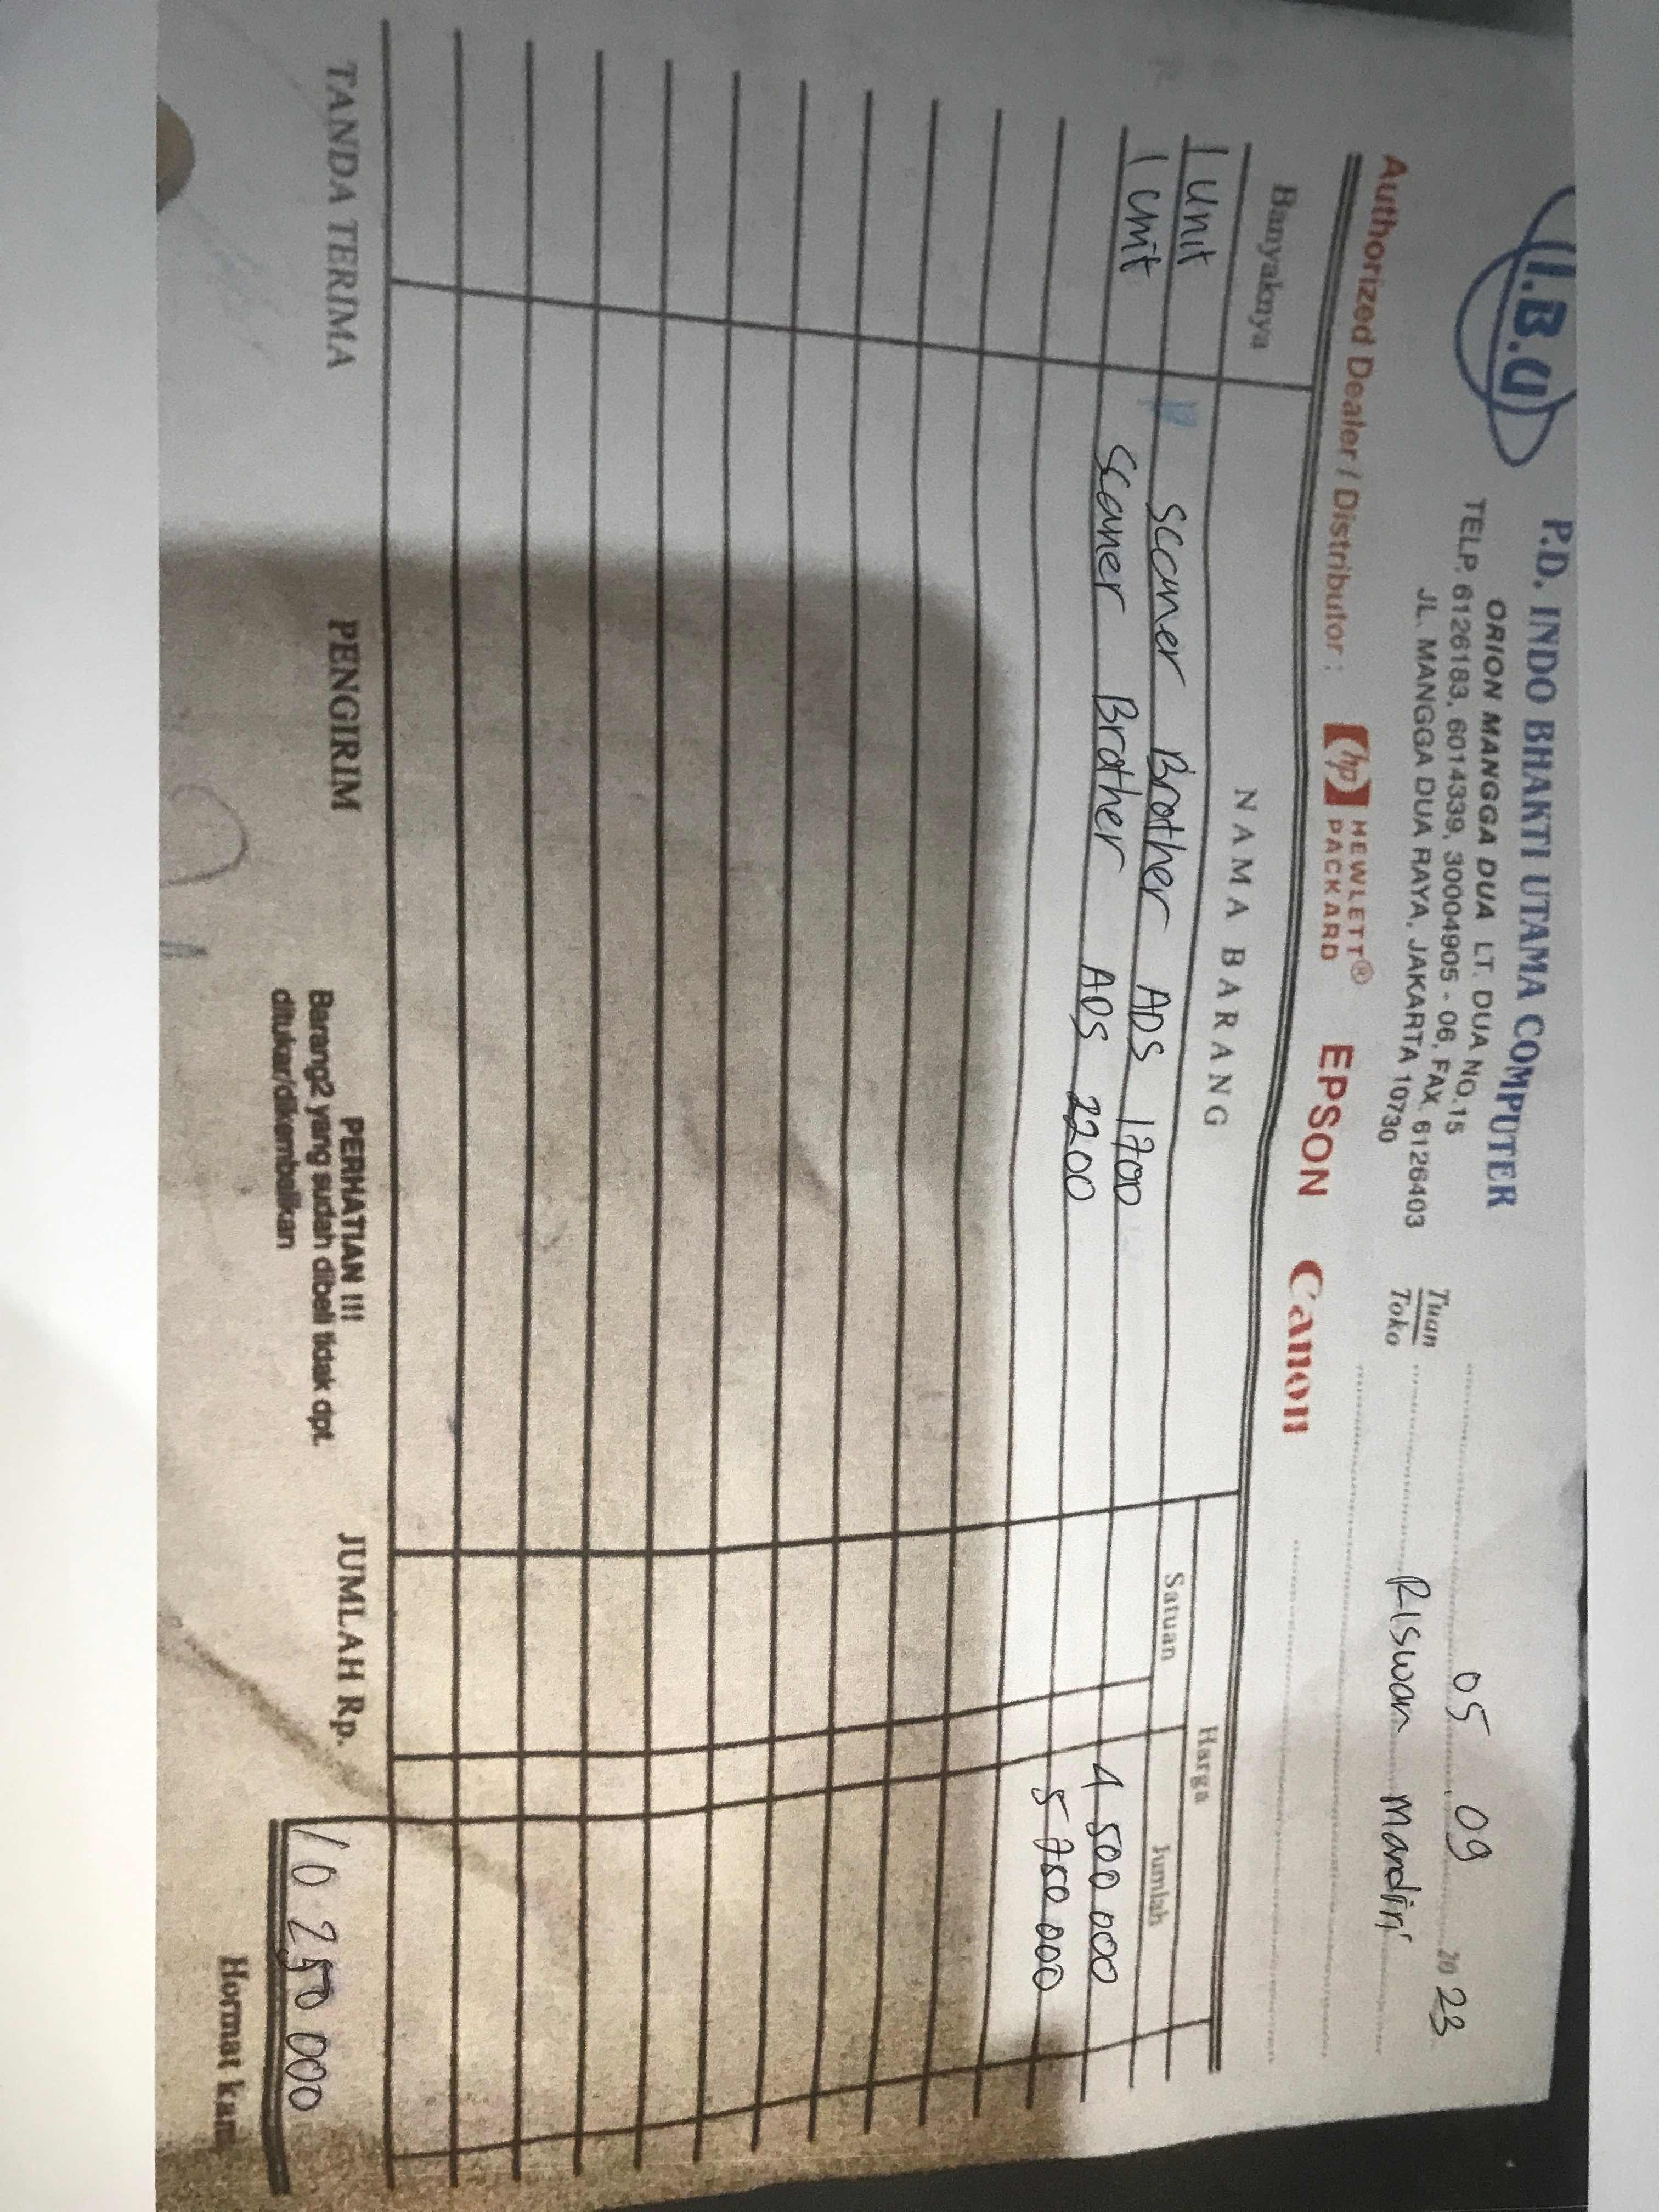 I.B.U
P.D. INDO BHAKTI UTAMA COMPUTER
ORION MANGGA DUA LT. DUA NO.15
TELP. 6126183, 6014339, 30004905 - 06, FAX. 6126403
JL. MANGGA DUA RAYA, JAKARTA 10730
05 . 09 20 23
Tuan
Toko
Riswan Mandiri
Authorized Dealer / Distributor : hp HEWLETT® PACKARD EPSON Canon
Banyaknya NAMA BARANG Harga
Satuan Jumlah
1 unit Scaner Brother ADS 1700 4 500 000
1 unit Scaner Brother ADS 2200 5 750 000
TANDA TERIMA PENGIRIM PERHATIAN !!! JUMLAH Rp. 10 250 000
Barang2 yang sudah dibeli tidak dpt.
ditukar/dikembalikan
Hormat kami